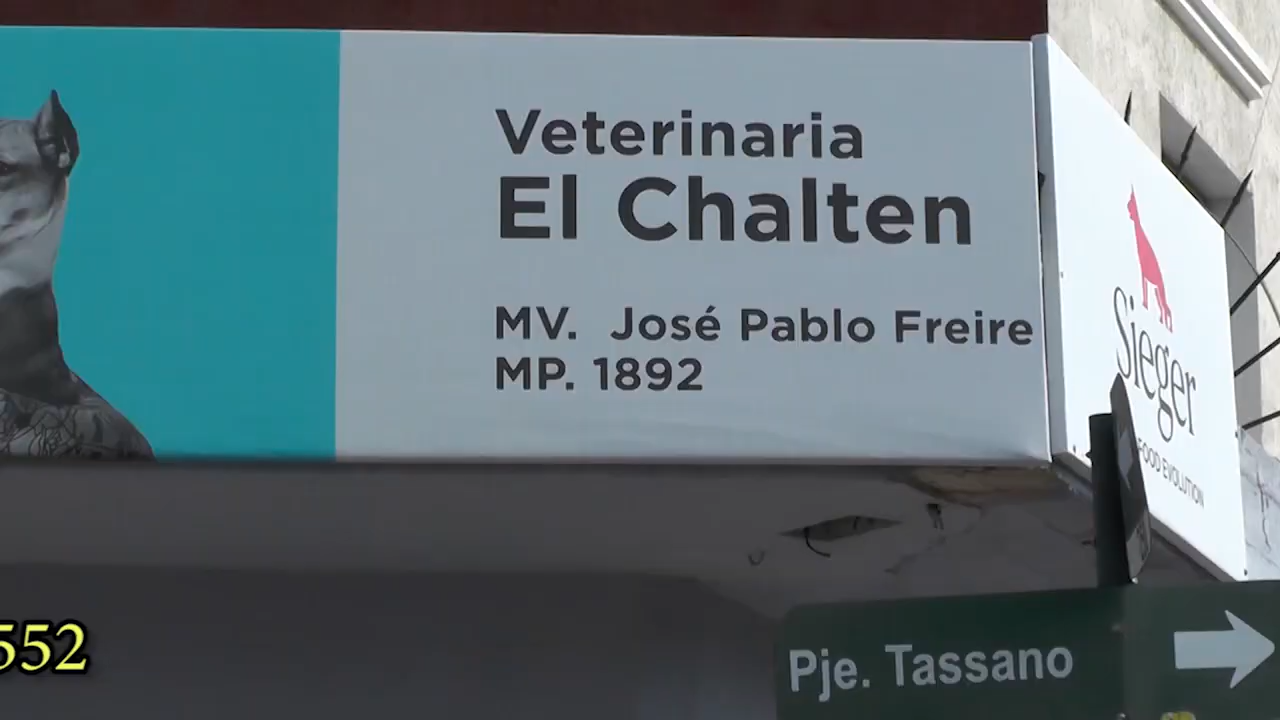 Veterinaria
El Chalten
MV. José Pablo Freire
MP. 1892
Sieger
FOOD EVOLUTION
552
Pje. Tassano